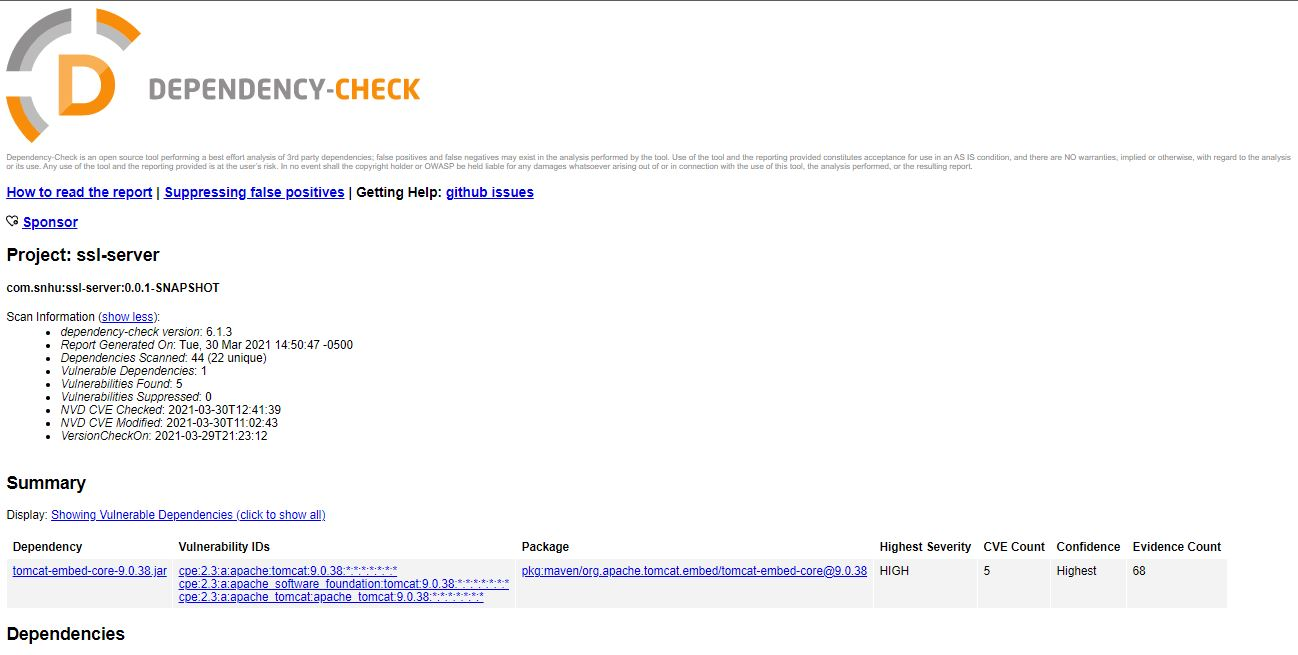 D
DEPENDENCY-CHECK
Dependency-Check is an open source tool performing a best effort analysis of 3rd party dependencies; false positives and false negatives may exist in the analysis performed by the tool. Use of the tool and the reporting provided constitutes acceptance for use in an AS IS condition, and there are NO warranties, implied or otherwise, with regard to the analysis
or its use. Any use of the tool and the reporting provided is at the user's risk. In no event shall the copyright holder or OWASP be held liable for any damages whatsoever arising out of or in connection with the use of this tool, the analysis performed, or the resulting report.
How to read the report | Suppressing false positives | Getting Help: github issues
Sponsor
Project: ssl-server
com.snhu:ssl-server:0.0.1-SNAPSHOT
Scan Information (show less):
• dependency-check version: 6.1.3
• Report Generated On: Tue, 30 Mar 2021 14:50:47 -0500
• Dependencies Scanned: 44 (22 unique)
• Vulnerable Dependencies: 1
• Vulnerabilities Found: 5
• Vulnerabilities Suppressed: 0
• NVD CVE Checked: 2021-03-30T12:41:39
• NVD CVE Modified: 2021-03-30T11:02:43
• VersionCheckOn: 2021-03-29T21:23:12
Summary
Display: Showing Vulnerable Dependencies (click to show all)
Dependency Vulnerability IDs Package Highest Severity CVE Count Confidence Evidence Count
tomcat-embed-core-9.0.38.jar cpe:2.3:a:apache:tomcat:9.0.38:*:*:*:*:*:*:* pkg:maven/org.apache.tomcat.embed/tomcat-embed-core@9.0.38 HIGH 5 Highest 68
cpe:2.3:a:apache_software_foundation:tomcat:9.0.38:*:*:*:*:*:*:*
cpe:2.3:a:apache_tomcat:apache_tomcat:9.0.38:*:*:*:*:*:*:*
Dependencies